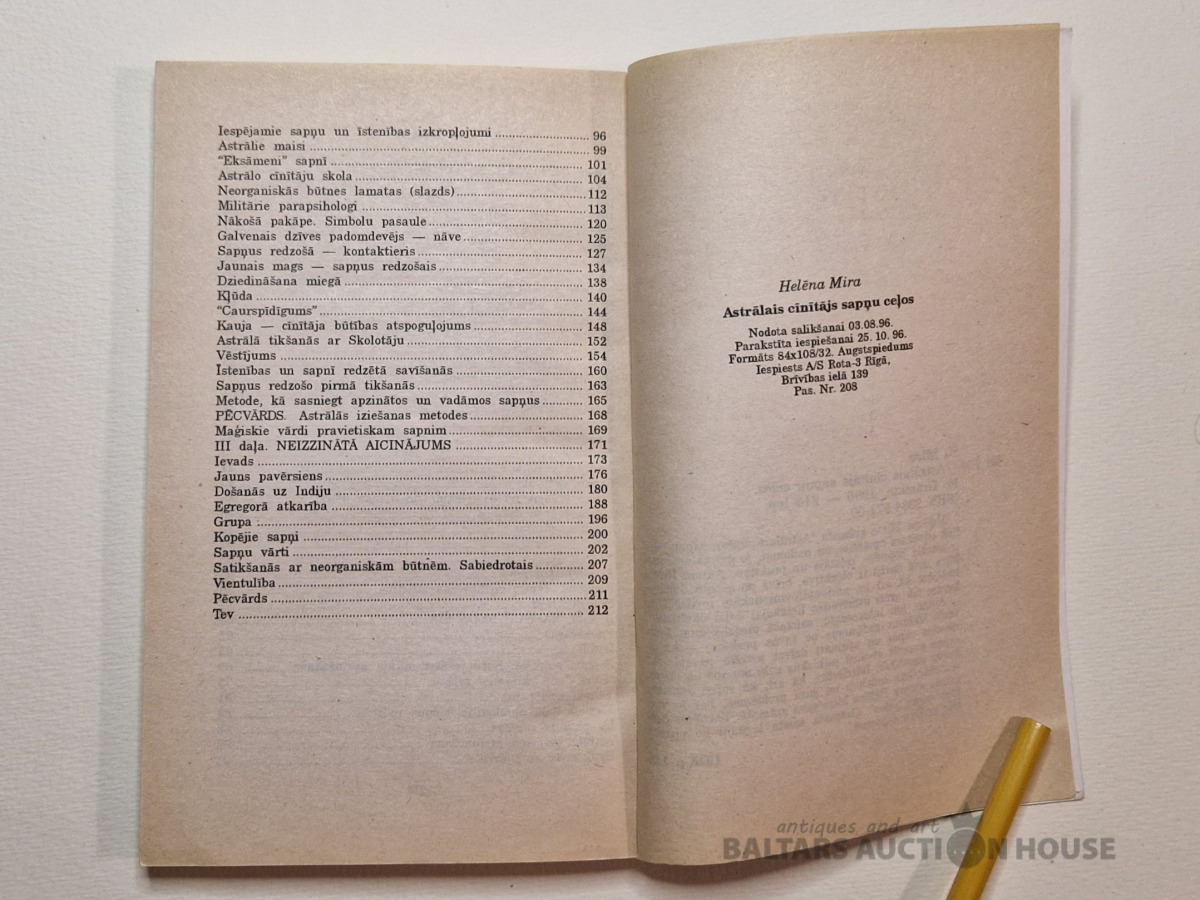 Iespējamie sapņu un īstenības izkropļojumi ........ 96
Astrālie maisi ........ 99
“Eksāmeni” sapnī ........ 101
Astrālo cīnītāju skola ........ 104
Neorganiskās būtnes lamatas (slazds) ........ 112
Militārie parapsihologi ........ 113
Nākošā pakāpe. Simbolu pasaule ........ 120
Galvenais dzīves padomdevējs — nāve ........ 125
Sapņus redzošā — kontaktieris ........ 127
Jaunais mags — sapņus redzošais ........ 134
Dziedināšana miegā ........ 138
Kļūda ........ 140
“Caurspīdīgums” ........ 144
Kauja — cīnītāja būtības atspoguļojums ........ 148
Astrālā tikšanās ar Skolotāju ........ 152
Vēstījums ........ 154
Īstenības un sapnī redzētā savīšanās ........ 160
Sapņus redzošo pirmā tikšanās ........ 163
Metode, kā sasniegt apzinātos un vadāmos sapņus ........ 165
PĒCVĀRDS. Astrālās iziešanas metodes ........ 168
Maģiskie vārdi pravietiskam sapnim ........ 169
III daļa. NEIZZINĀTĀ AICINĀJUMS ........ 171
Ievads ........ 173
Jauns pavērsiens ........ 176
Došanās uz Indiju ........ 180
Egregorā atkarība ........ 188
Grupa ........ 196
Kopējie sapņi ........ 200
Sapņu vārti ........ 202
Satikšanās ar neorganiskām būtnēm. Sabiedrotais ........ 207
Vientulība ........ 209
Pēcvārds ........ 211
Tev ........ 212
Helēna Mira
Astrālais cīnītājs sapņu ceļos
Nodota salikšanai 03.08.96.
Parakstīta iespiešanai 25. 10. 96.
Formāts 84x108/32. Augstspiedums
Iespiests A/S Rota-3 Rīgā,
Brīvības ielā 139
Pas. Nr. 208
antiques and art
BALTARS AUCTION HOUSE